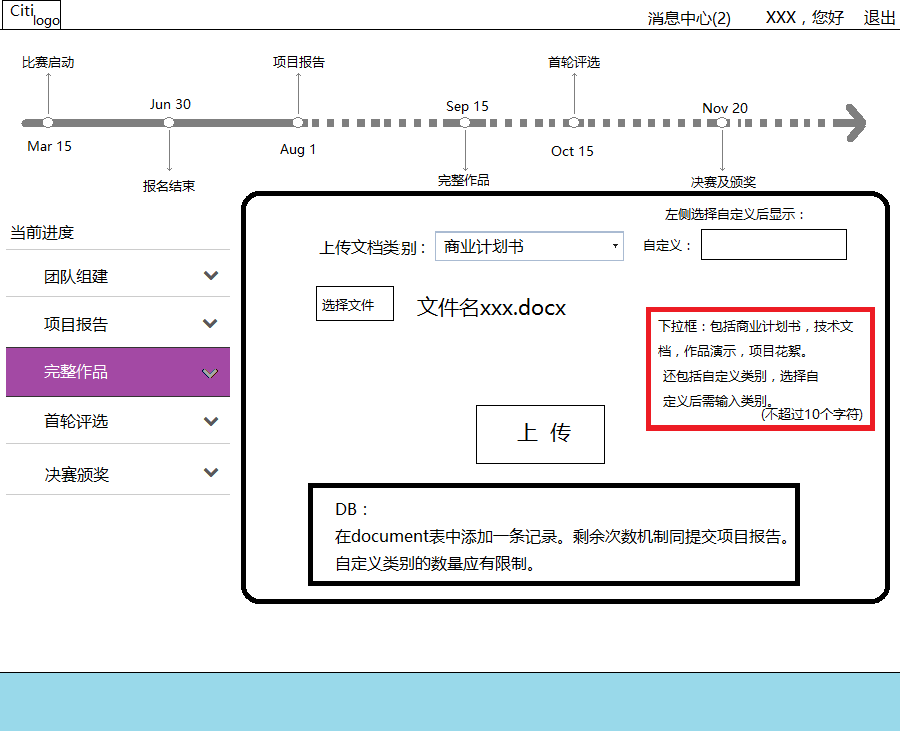 Citi
logo
消息中心(2) XXX，您好 退出
比赛启动
项目报告
首轮评选
Jun 30
Sep 15
Nov 20
Mar 15
Aug 1
Oct 15
报名结束
完整作品
决赛及颁奖
当前进度
团队组建
项目报告
完整作品
首轮评选
决赛颁奖
左侧选择自定义后显示：
上传文档类别： 商业计划书 自定义：
选择文件 文件名xxx.docx
下拉框：包括商业计划书，技术文
档，作品演示，项目花絮。
还包括自定义类别，选择自
定义后需输入类别。
(不超过10个字符)
上 传
DB：
在document表中添加一条记录。剩余次数机制同提交项目报告。
自定义类别的数量应有限制。